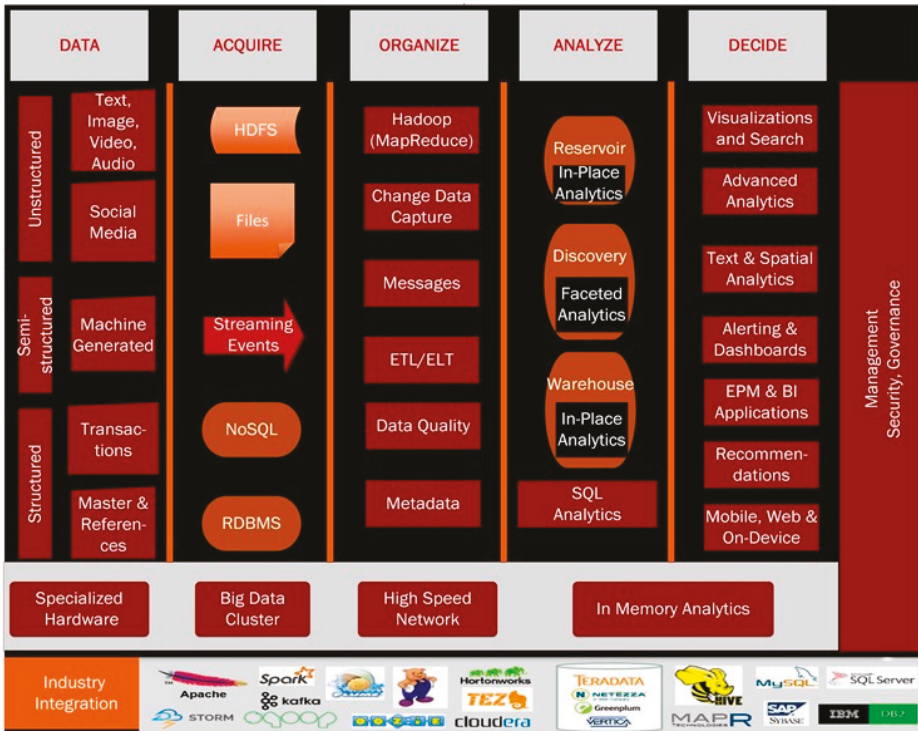 DATA
ACQUIRE
ORGANIZE
ANALYZE
DECIDE
Unstructured
Text,
Image,
Video,
Audio
Social
Media
Semi-
structured
Machine
Generated
Structured
Transac-
tions
Master &
Referen-
ces
HDFS
Files
Streaming
Events
NoSQL
RDBMS
Hadoop
(MapReduce)
Change Data
Capture
Messages
ETL/ELT
Data Quality
Metadata
Reservoir
In-Place
Analytics
Discovery
Faceted
Analytics
Warehouse
In-Place
Analytics
SQL
Analytics
Visualizations
and Search
Advanced
Analytics
Text & Spatial
Analytics
Alerting &
Dashboards
EPM & BI
Applications
Recommen-
dations
Mobile, Web &
On-Device
Management
Security, Governance
Specialized
Hardware
Big Data
Cluster
High Speed
Network
In Memory Analytics
Industry
Integration
TM
Apache
STORM
Spark
kafka
sqoop
OOZIE
Hortonworks
TEZ
cloudera
TERADATA
NETEZZA
Greenplum
VERTICA
HIVE
MAPR
TECHNOLOGIES
MySQL
SAP
SYBASE
SQL Server
IBM
DB2